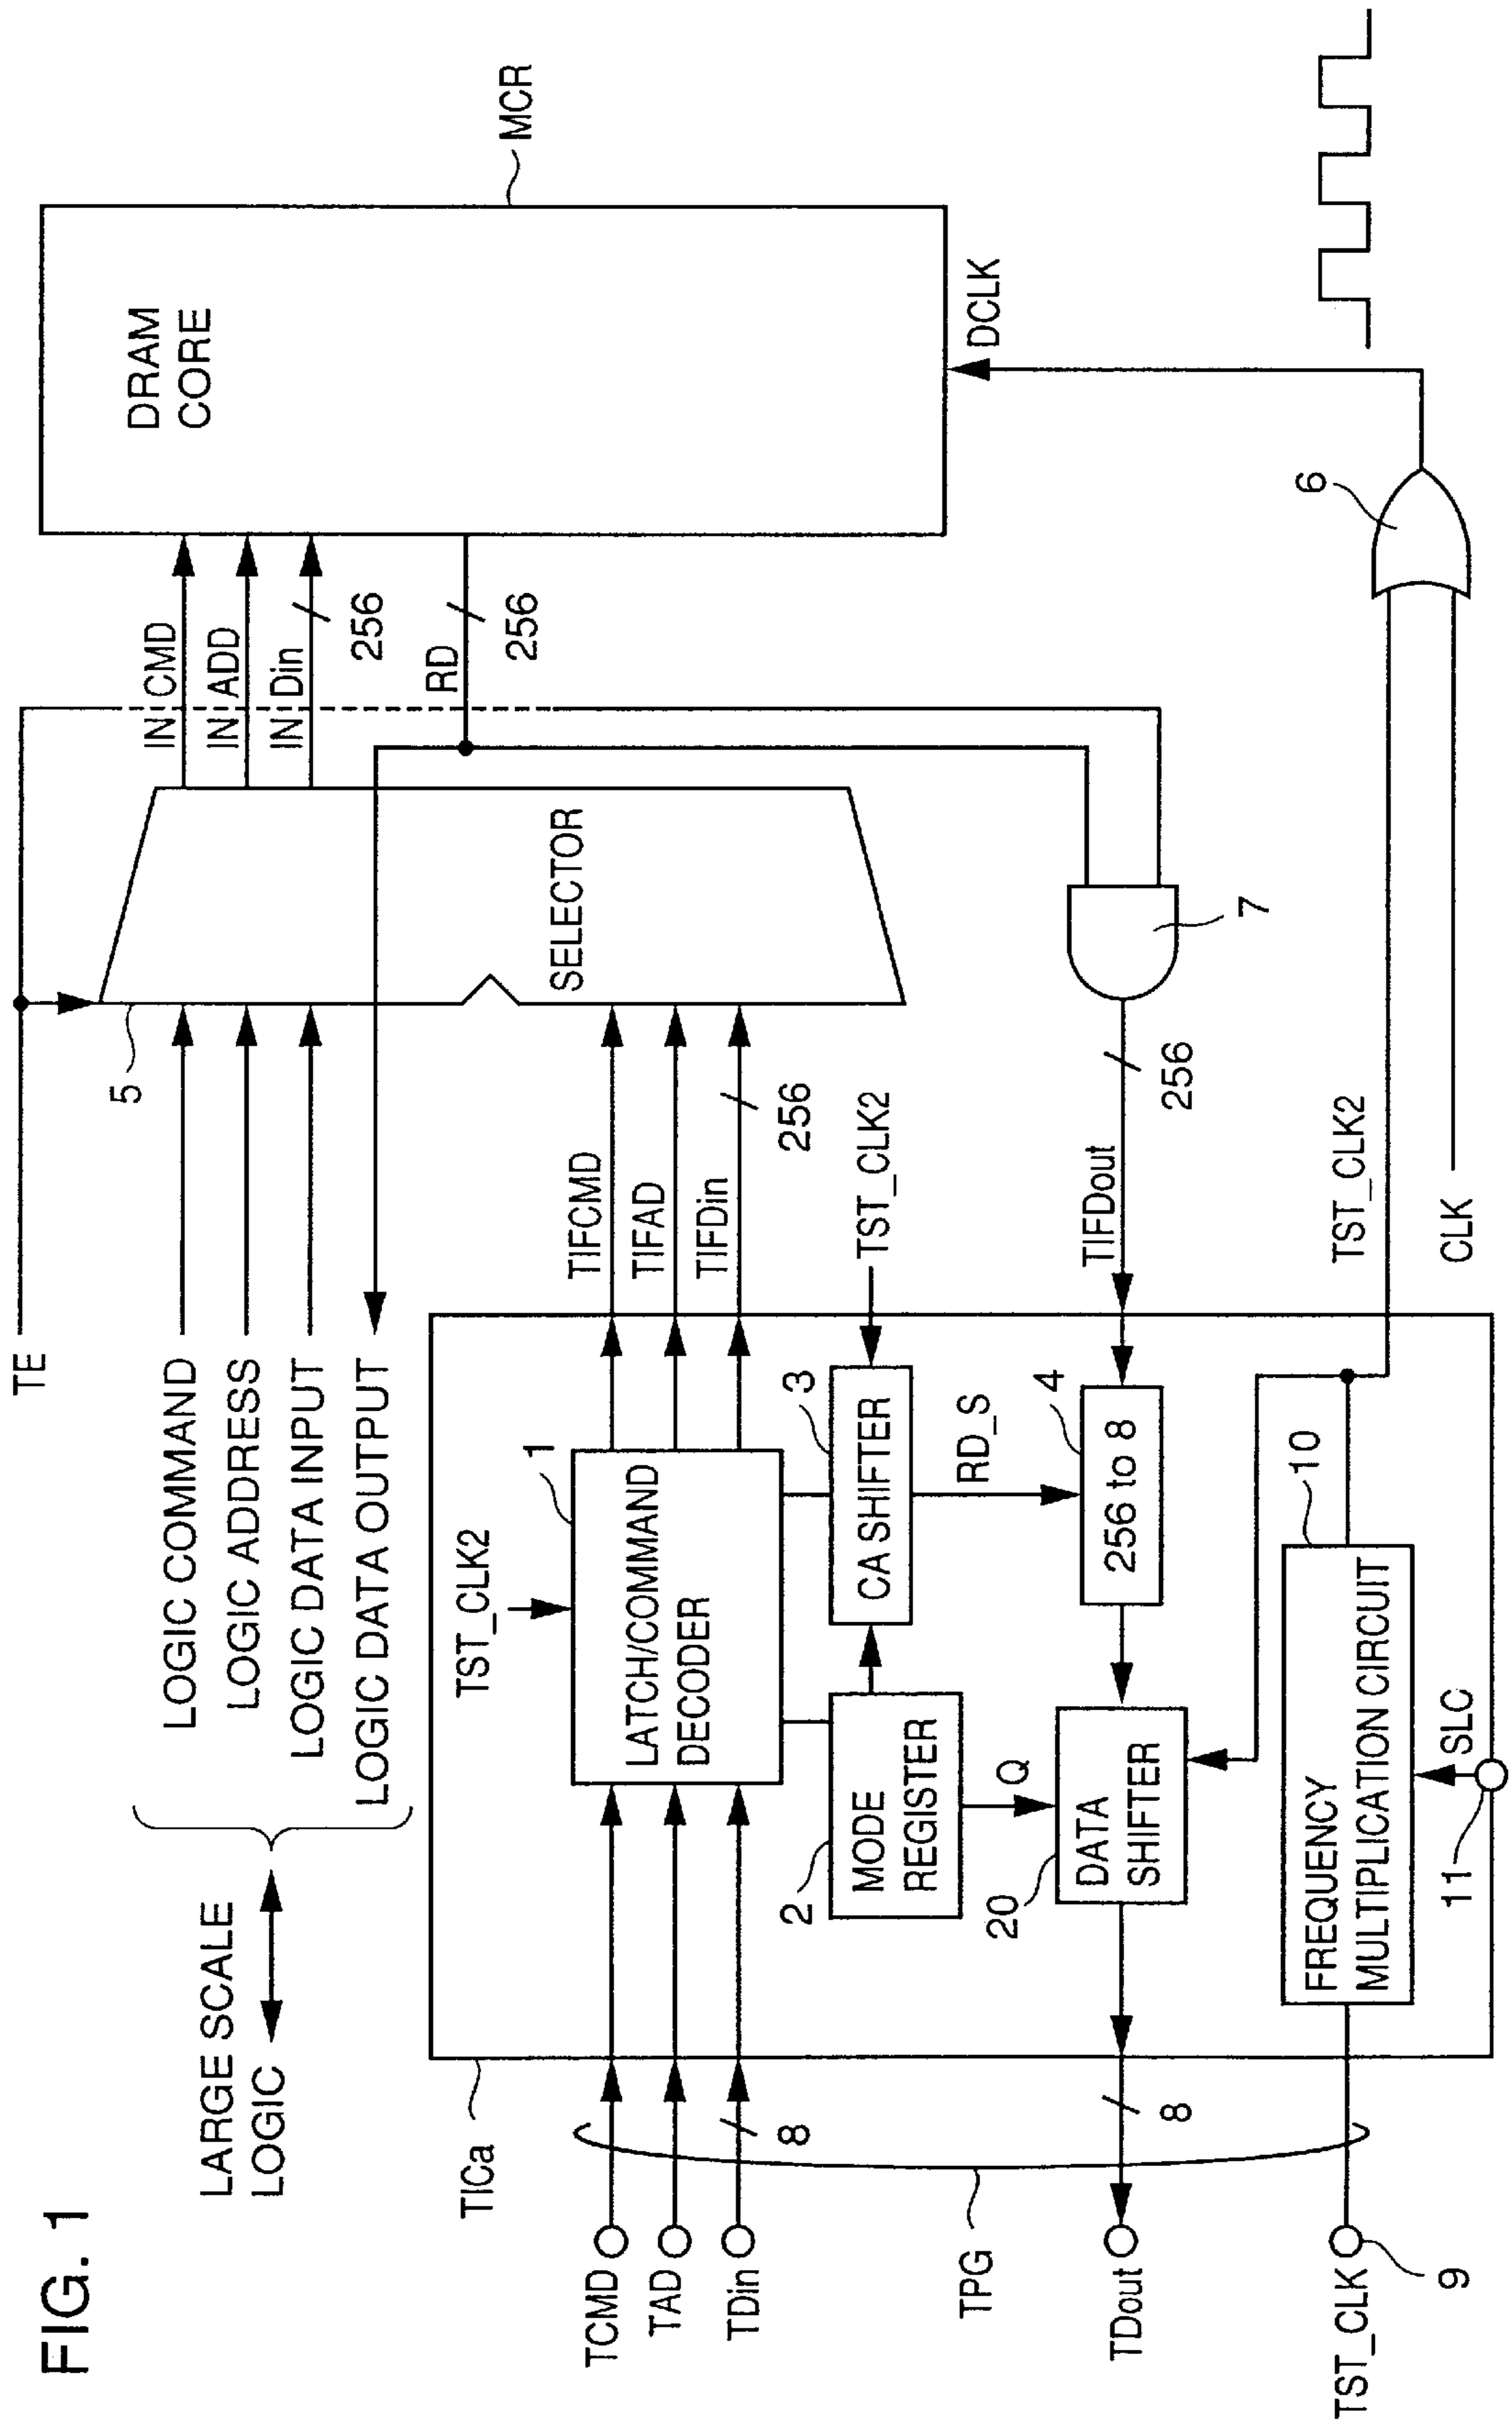 FIG. 1
LARGE SCALE
LOGIC
TE
LOGIC COMMAND
LOGIC ADDRESS
LOGIC DATA INPUT
LOGIC DATA OUTPUT
5
SELECTOR
IN CMD
IN ADD
IN Din
256
RD
256
DRAM
CORE
MCR
DCLK
TICa
TCMD
TAD
TDin
8
TST_CLK2
1
LATCH/COMMAND
DECODER
TIFCMD
TIFAD
TIFDin
256
2
MODE
REGISTER
3
CA SHIFTER
TST_CLK2
RD_S
Q
TPG
TDout
8
20
DATA
SHIFTER
4
256 to 8
TIFDout
256
7
TST_CLK
9
FREQUENCY
MULTIPLICATION CIRCUIT
10
11
SLC
TST_CLK2
CLK
6